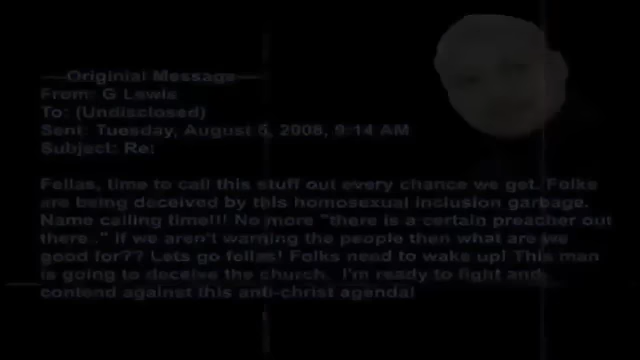 -----Originial Message-----
From: G Lewis
To: (Undisclosed)
Sent: Tuesday, August 5, 2008, 9:14 AM
Subject: Re:
Fellas, time to call this stuff out every chance we get. Folks
are being deceived by this homosexual inclusion garbage.
Name calling time!!! No more "there is a certain preacher out
there ." If we aren't warning the people then what are we
good for?? Lets go fellas! Folks need to wake up! This man
is going to deceive the church.  I'm ready to fight and
contend against this anti-christ agenda!